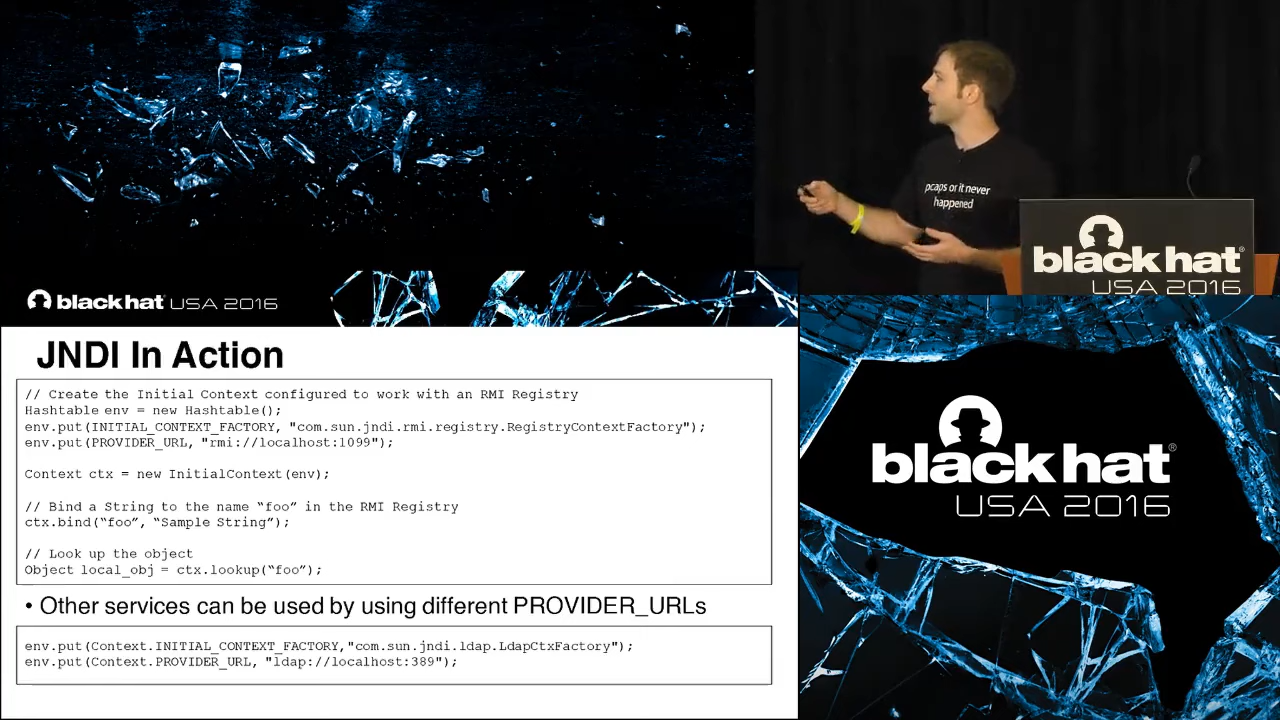 pcaps or it never
happened
black hat®
USA 2016
black hat USA 2016
JNDI In Action
// Create the Initial Context configured to work with an RMI Registry
Hashtable env = new Hashtable();
env.put(INITIAL_CONTEXT_FACTORY, "com.sun.jndi.rmi.registry.RegistryContextFactory");
env.put(PROVIDER_URL, "rmi://localhost:1099");
Context ctx = new InitialContext(env);
// Bind a String to the name “foo” in the RMI Registry
ctx.bind(“foo”, “Sample String”);
// Look up the object
Object local_obj = ctx.lookup(“foo”);
• Other services can be used by using different PROVIDER_URLs
env.put(Context.INITIAL_CONTEXT_FACTORY,"com.sun.jndi.ldap.LdapCtxFactory");
env.put(Context.PROVIDER_URL, "ldap://localhost:389");
black hat®
USA 2016